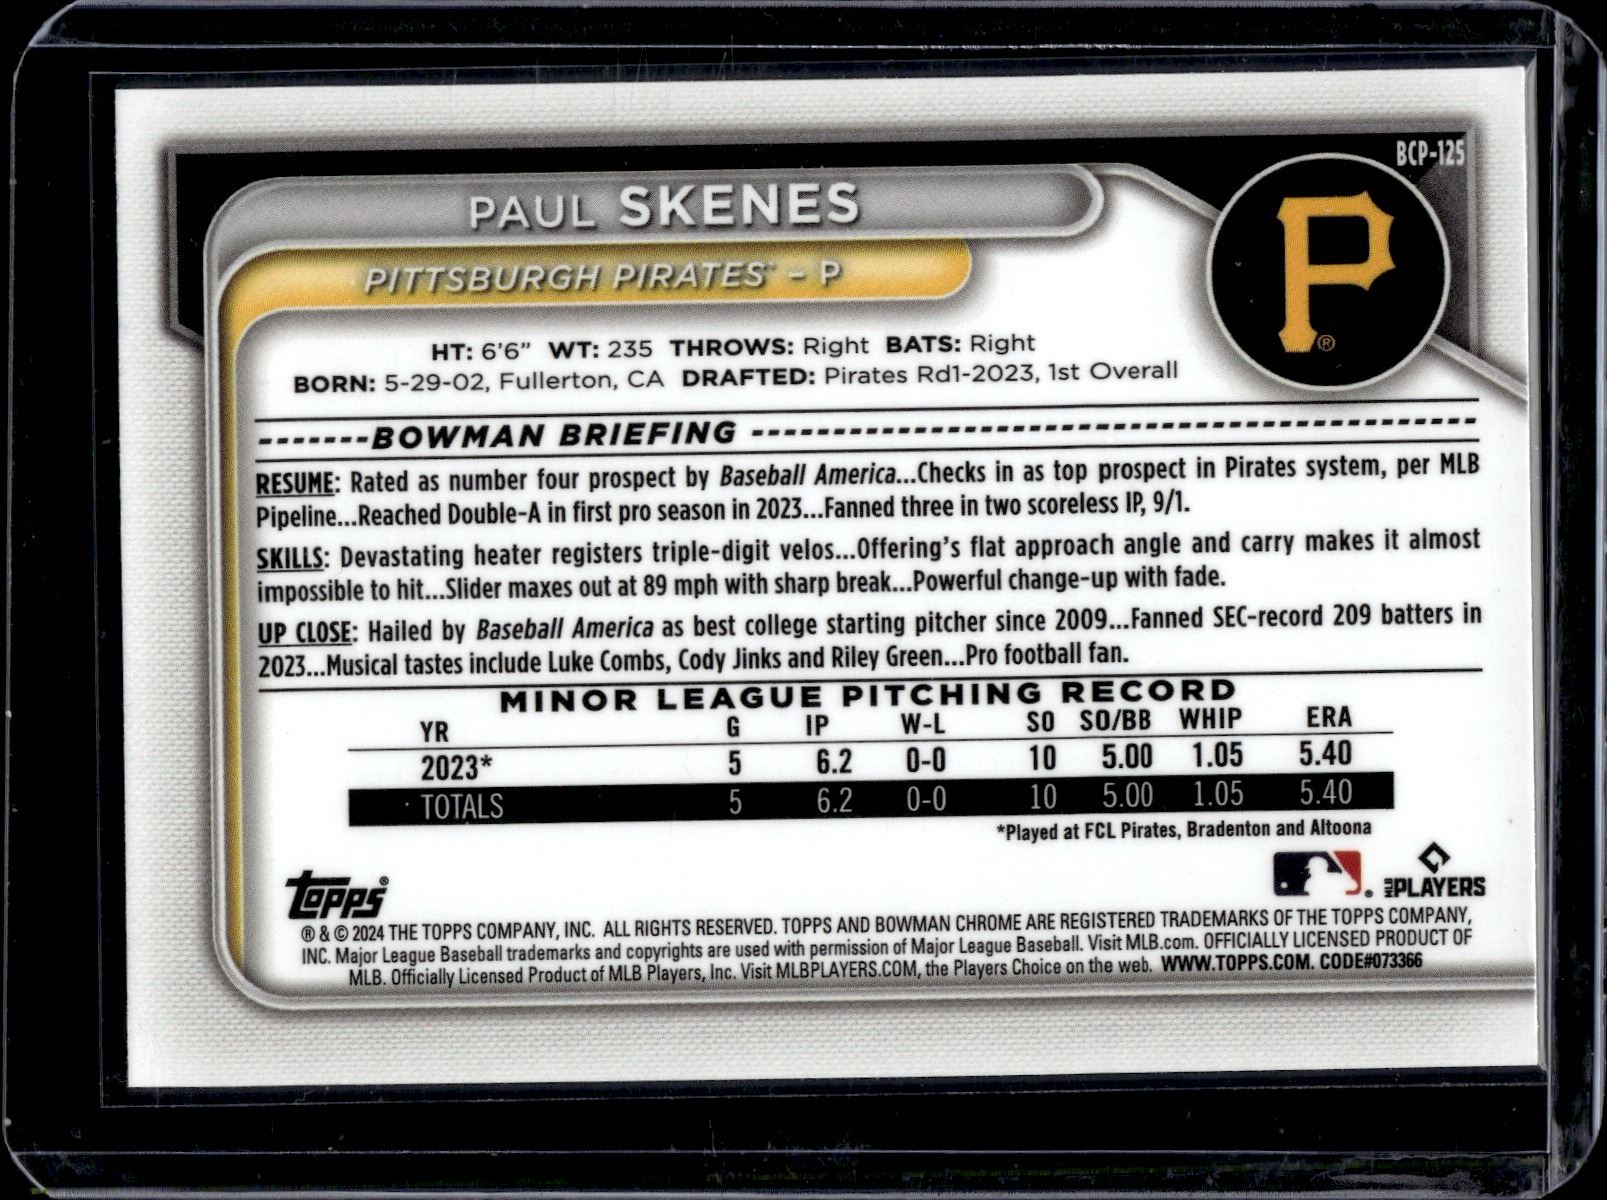 BCP-125
PAUL SKENES
PITTSBURGH PIRATES™ – P
P®
HT: 6'6" WT: 235 THROWS: Right BATS: Right
BORN: 5-29-02, Fullerton, CA DRAFTED: Pirates Rd1-2023, 1st Overall
-------BOWMAN BRIEFING ------------------------------------
RESUME: Rated as number four prospect by Baseball America...Checks in as top prospect in Pirates system, per MLB
Pipeline...Reached Double-A in first pro season in 2023...Fanned three in two scoreless IP, 9/1.
SKILLS: Devastating heater registers triple-digit velos...Offering's flat approach angle and carry makes it almost
impossible to hit...Slider maxes out at 89 mph with sharp break...Powerful change-up with fade.
UP CLOSE: Hailed by Baseball America as best college starting pitcher since 2009...Fanned SEC-record 209 batters in
2023...Musical tastes include Luke Combs, Cody Jinks and Riley Green...Pro football fan.
MINOR LEAGUE PITCHING RECORD
YR G IP W-L SO SO/BB WHIP ERA
2023* 5 6.2 0-0 10 5.00 1.05 5.40
TOTALS 5 6.2 0-0 10 5.00 1.05 5.40
*Played at FCL Pirates, Bradenton and Altoona
Topps®
MLB PLAYERS
® & © 2024 THE TOPPS COMPANY, INC. ALL RIGHTS RESERVED. TOPPS AND BOWMAN CHROME ARE REGISTERED TRADEMARKS OF THE TOPPS COMPANY,
INC. Major League Baseball trademarks and copyrights are used with permission of Major League Baseball. Visit MLB.com. OFFICIALLY LICENSED PRODUCT OF
MLB. Officially Licensed Product of MLB Players, Inc. Visit MLBPLAYERS.COM, the Players Choice on the web. WWW.TOPPS.COM. CODE#073366